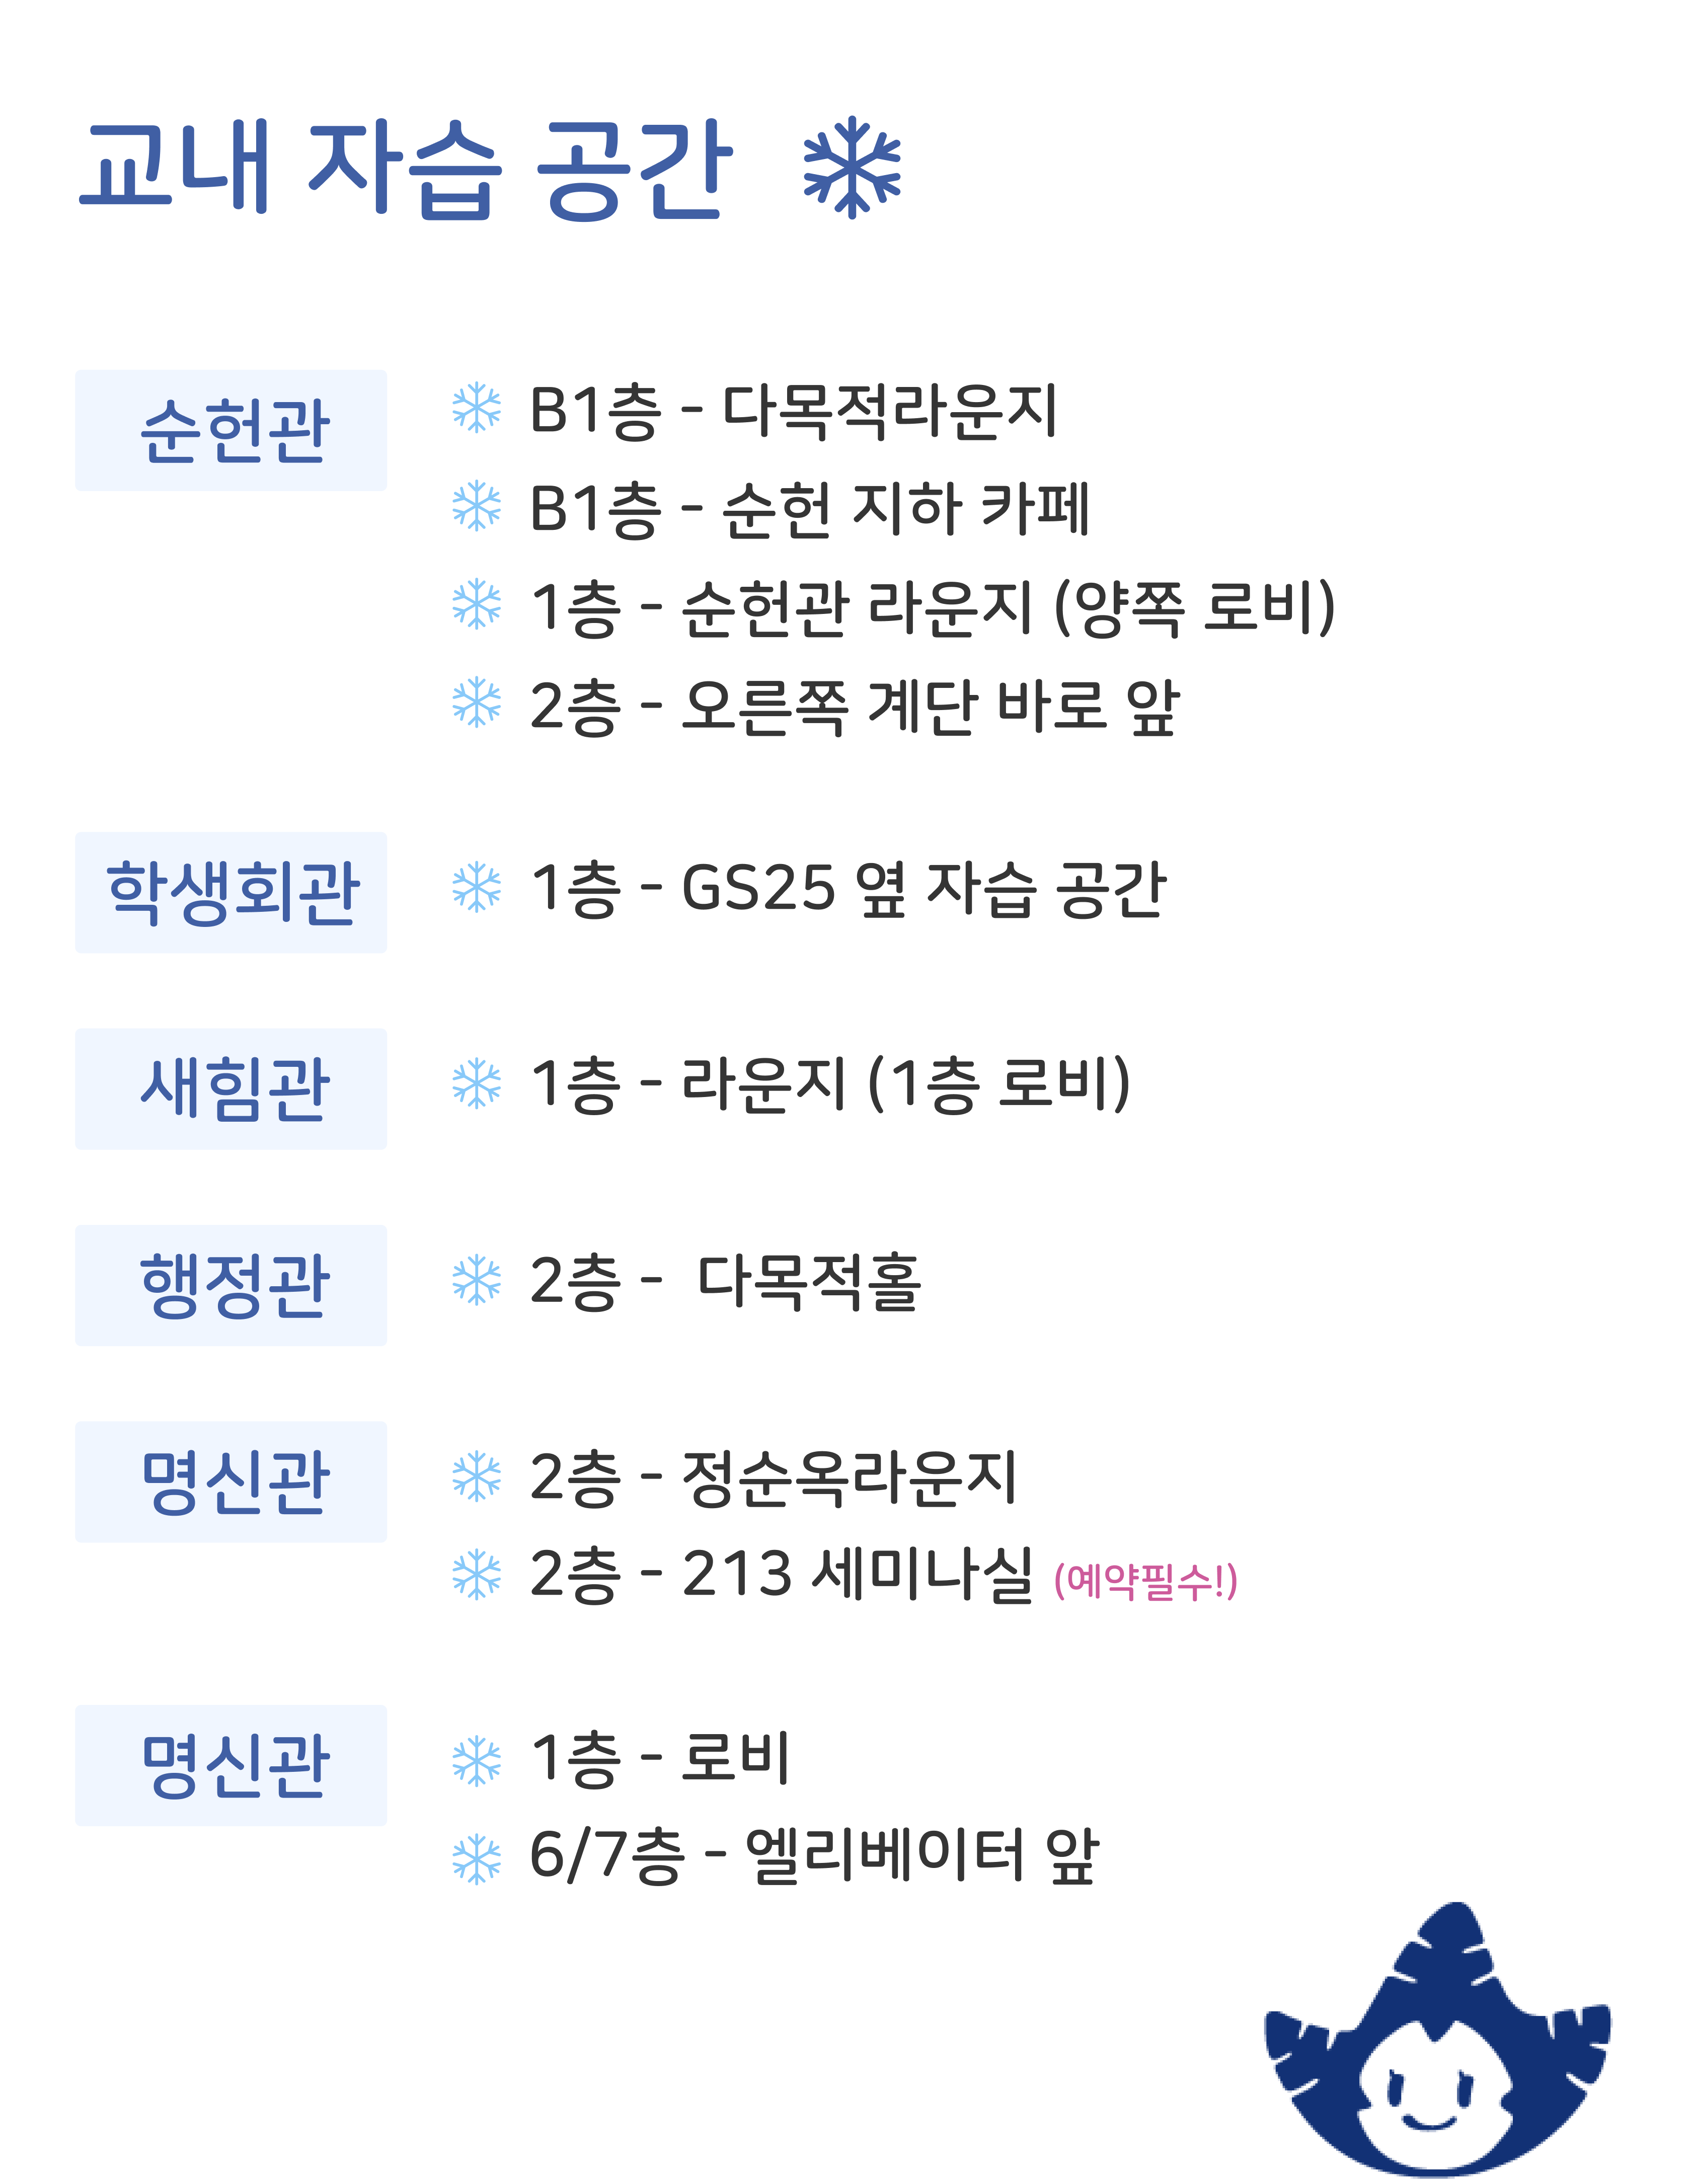 교내 자습 공간
순헌관
B1층 - 다목적라운지
B1층 - 순헌 지하 카페
1층 - 순헌관 라운지 (양쪽 로비)
2층 - 오른쪽 계단 바로 앞
학생회관
1층 - GS25 옆 자습 공간
새힘관
1층 - 라운지 (1층 로비)
행정관
2층 - 다목적홀
명신관
2층 - 정순옥라운지
2층 - 213 세미나실 (예약필수!)
명신관
1층 - 로비
6/7층 - 엘리베이터 앞